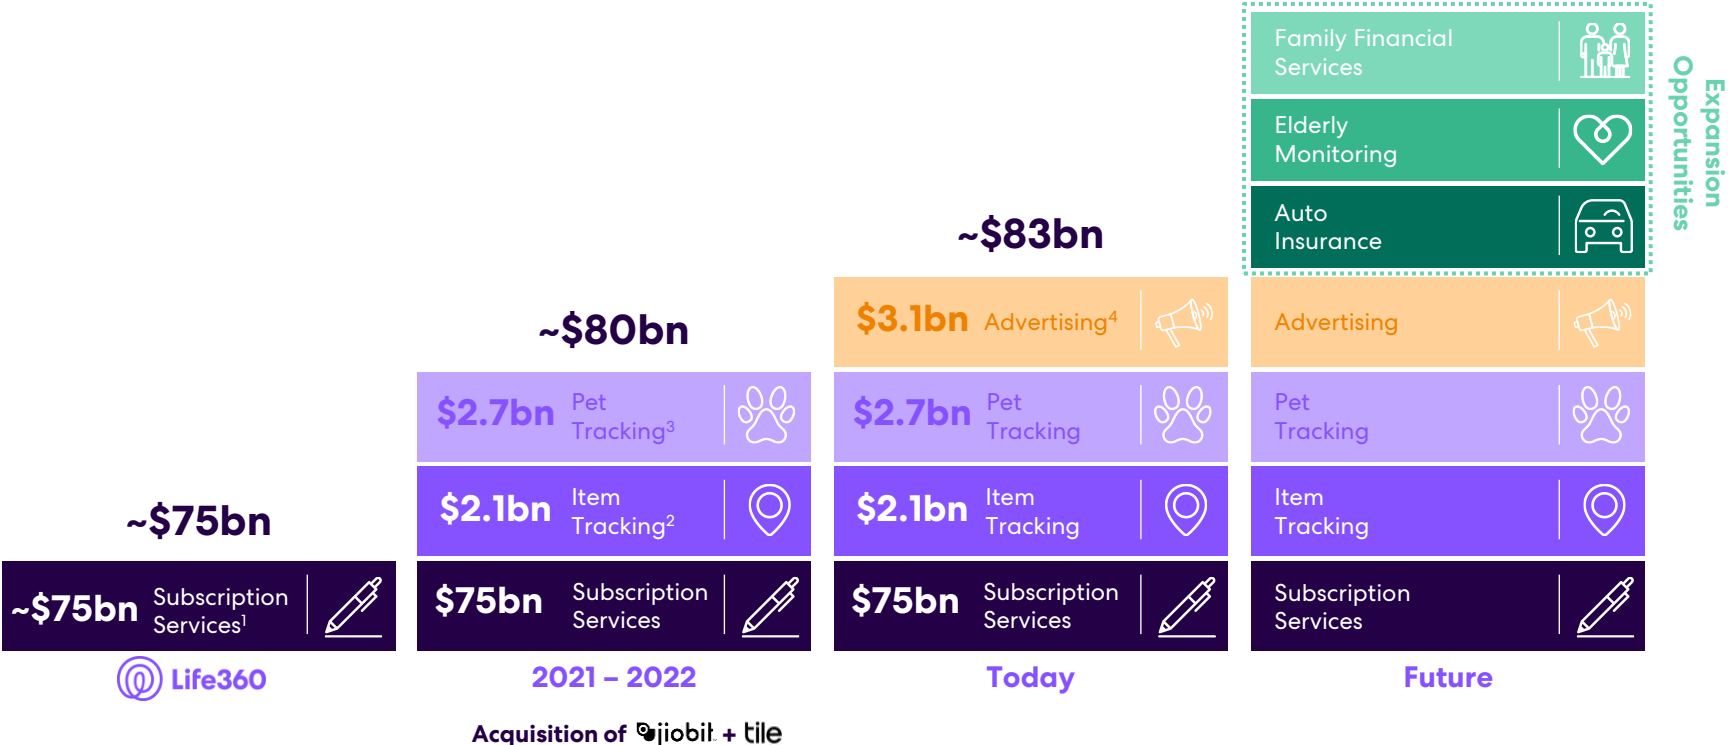 ~$75bn
~$75bn
Subscription
Services¹
Life360
~$80bn
$2.7bn
Pet
Tracking³
$2.1bn
Item
Tracking²
$75bn
Subscription
Services
2021 – 2022
Acquisition of jiobit + tile
~$83bn
$3.1bn Advertising⁴
$2.7bn
Pet
Tracking
$2.1bn
Item
Tracking
$75bn
Subscription
Services
Today
Family Financial
Services
Elderly
Monitoring
Auto
Insurance
Advertising
Pet
Tracking
Item
Tracking
Subscription
Services
Future
Expansion
Opportunities